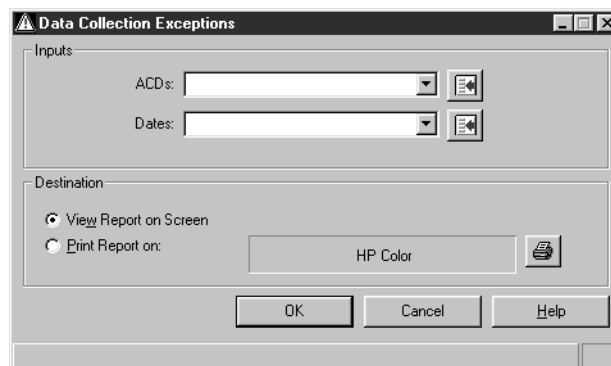 Data Collection Exceptions
Inputs
ACDs:
Dates:
Destination
View Report on Screen
Print Report on:
HP Color
OK
Cancel
Help